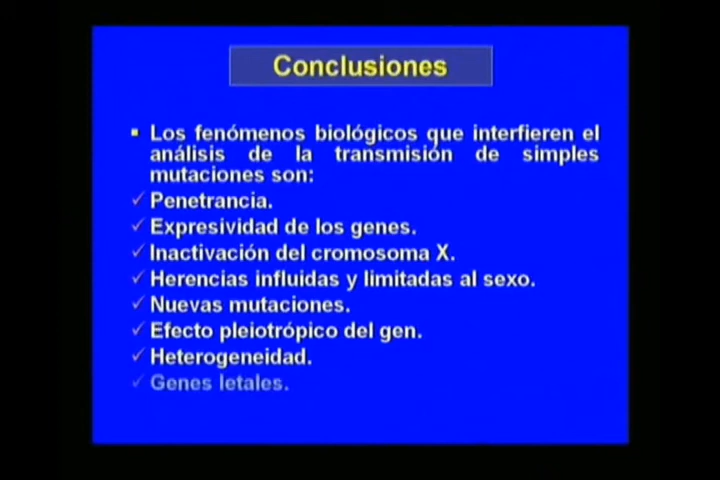 Conclusiones
▪ Los fenómenos biológicos que interfieren el
análisis de la transmisión de simples
mutaciones son:
✓ Penetrancia.
✓ Expresividad de los genes.
✓ Inactivación del cromosoma X.
✓ Herencias influidas y limitadas al sexo.
✓ Nuevas mutaciones.
✓ Efecto pleiotrópico del gen.
✓ Heterogeneidad.
✓ Genes letales.